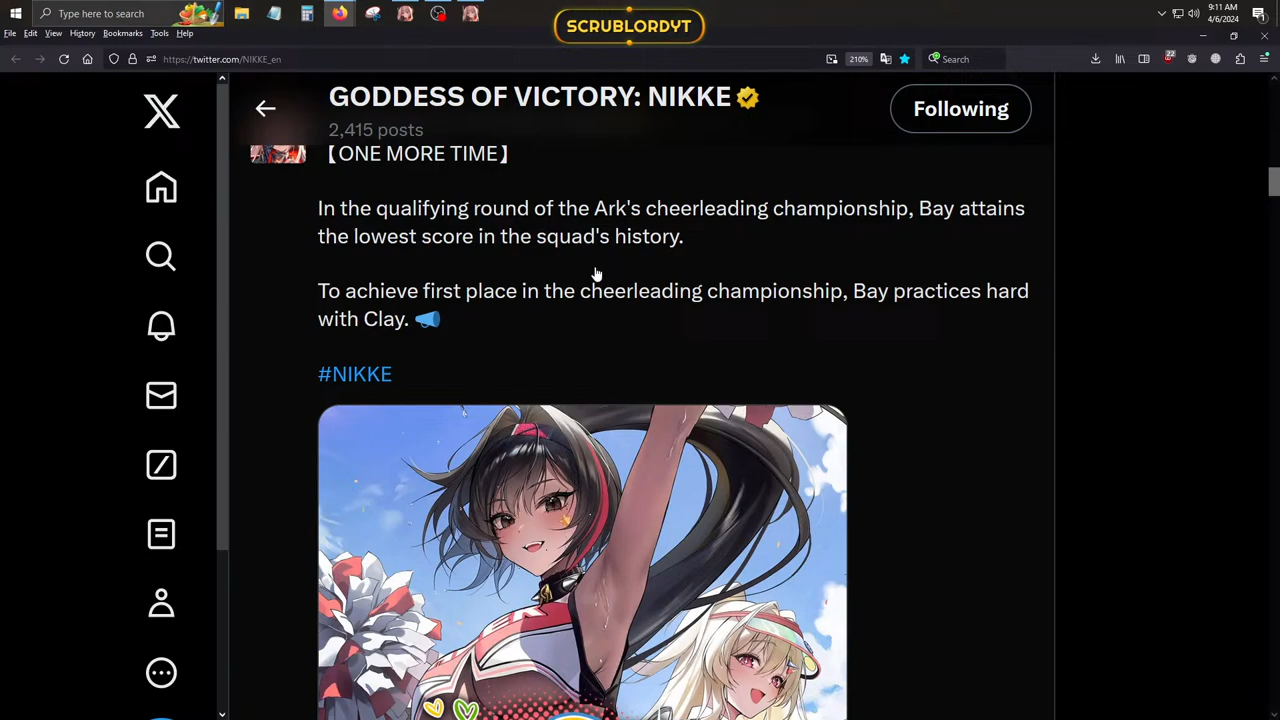 Type here to search
SCRUBLORDYT
9:11 AM
4/6/2024
File Edit View History Bookmarks Tools Help
https://twitter.com/NIKKE_en
210%
Search
22
GODDESS OF VICTORY: NIKKE
2,415 posts
Following
【ONE MORE TIME】
In the qualifying round of the Ark's cheerleading championship, Bay attains
the lowest score in the squad's history.
To achieve first place in the cheerleading championship, Bay practices hard
with Clay.
#NIKKE